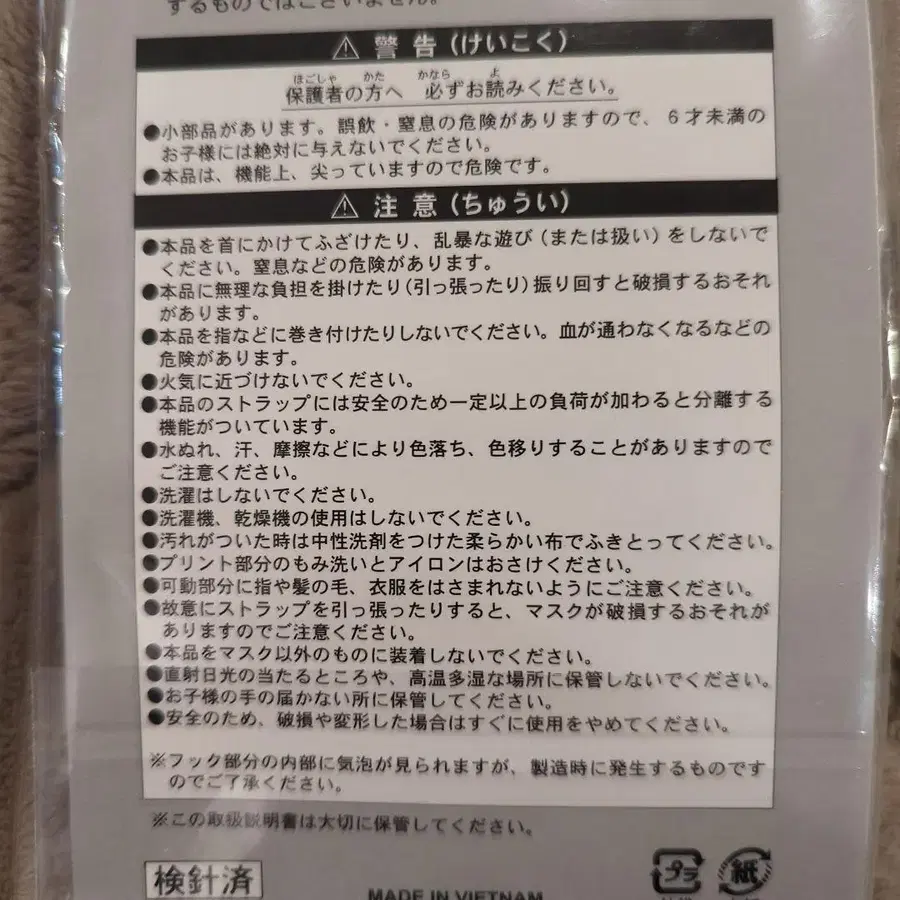 するものではございません。
⚠ 警告(けいこく)
保護者の方へ 必ずお読みください。
●小部品があります。誤飲・窒息の危険がありますので、6才未満の
お子様には絶対に与えないでください。
●本品は、機能上、尖っていますので危険です。
⚠ 注意(ちゅうい)
●本品を首にかけてふざけたり、乱暴な遊び(または扱い)をしないで
ください。窒息などの危険があります。
●本品に無理な負担を掛けたり(引っ張ったり)振り回すと破損するおそれ
があります。
●本品を指などに巻き付けたりしないでください。血が通わなくなるなどの
危険があります。
●火気に近づけないでください。
●本品のストラップには安全のため一定以上の負荷が加わると分離する
機能がついています。
●水ぬれ、汗、摩擦などにより色落ち、色移りすることがありますので
ご注意ください。
●洗濯はしないでください。
●洗濯機、乾燥機の使用はしないでください。
●汚れがついた時は中性洗剤をつけた柔らかい布でふきとってください。
●プリント部分のもみ洗いとアイロンはおさけください。
●可動部分に指や髪の毛、衣服をはさまれないようにご注意ください。
●故意にストラップを引っ張ったりすると、マスクが破損するおそれが
ありますのでご注意ください。
●本品をマスク以外のものに装着しないでください。
●直射日光の当たるところや、高温多湿な場所に保管しないでください。
●お子様の手の届かない所に保管してください。
●安全のため、破損や変形した場合はすぐに使用をやめてください。
※フック部分の内部に気泡が見られますが、製造時に発生するものです
のでご了承ください。
※この取扱説明書は大切に保管してください。
検針済
MADE IN VIETNAM
プラ
紙